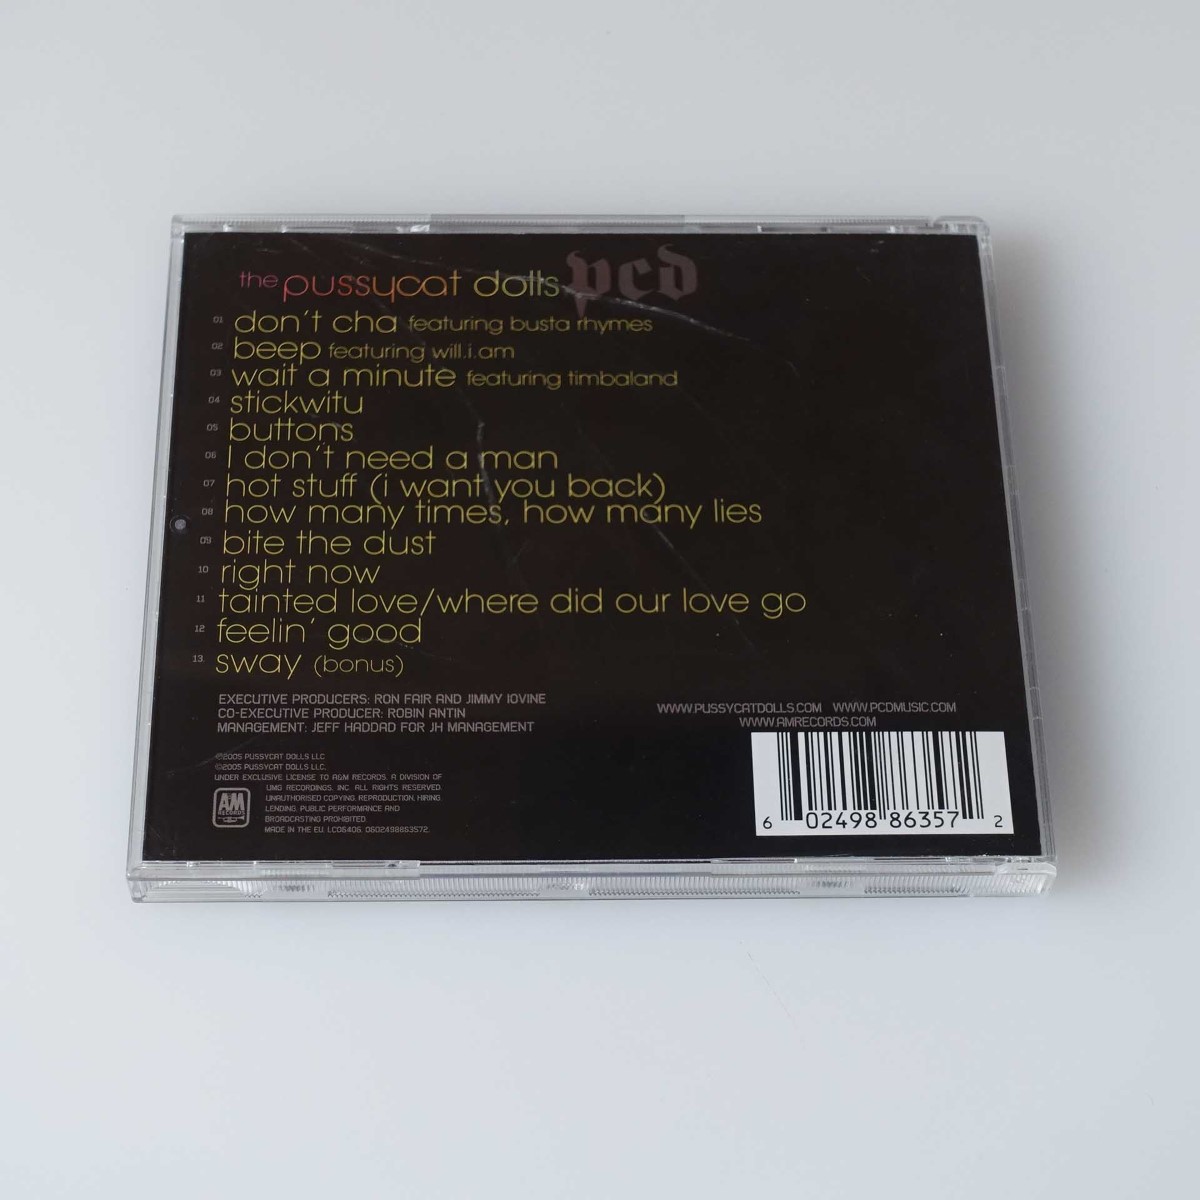 the pussycat dolls pcd
01 don't cha featuring busta rhymes
02 beep featuring will.i.am
03 wait a minute featuring timbaland
04 stickwitu
05 buttons
06 I don't need a man
07 hot stuff (i want you back)
08 how many times, how many lies
09 bite the dust
10 right now
11 tainted love/where did our love go
12 feelin' good
13. sway (bonus)
EXECUTIVE PRODUCERS: RON FAIR AND JIMMY IOVINE
CO-EXECUTIVE PRODUCER: ROBIN ANTIN
MANAGEMENT: JEFF HADDAD FOR JH MANAGEMENT
WWW.PUSSYCATDOLLS.COM WWW.PCDMUSIC.COM
WWW.AMRECORDS.COM
℗2005 PUSSYCAT DOLLS LLC
©2005 PUSSYCAT DOLLS LLC.
UNDER EXCLUSIVE LICENSE TO A&M RECORDS. A DIVISION OF
UMG RECORDINGS, INC. ALL RIGHTS RESERVED.
UNAUTHORISED COPYING, REPRODUCTION, HIRING,
LENDING, PUBLIC PERFORMANCE AND
BROADCASTING PROHIBITED.
MADE IN THE EU. LC06406. 0602498863572.
AM
RECORDS
6 02498 86357 2